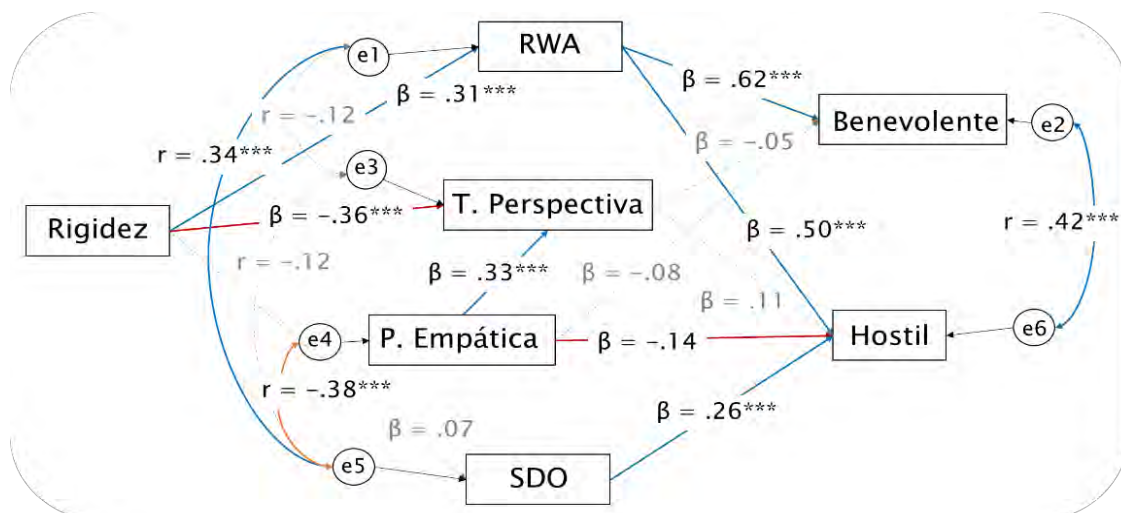 RWA
e1
β = .62***
β = .31***
r = −.12
Benevolente
e2
β = −.05
r = .34***
e3
T. Perspectiva
β = −.36***
Rigidez
β = .50***
r = .42***
r = −.12
β = .33***
β = −.08
β = .11
e4
P. Empática
β = −.14
Hostil
e6
r = −.38***
β = .26***
β = .07
e5
SDO